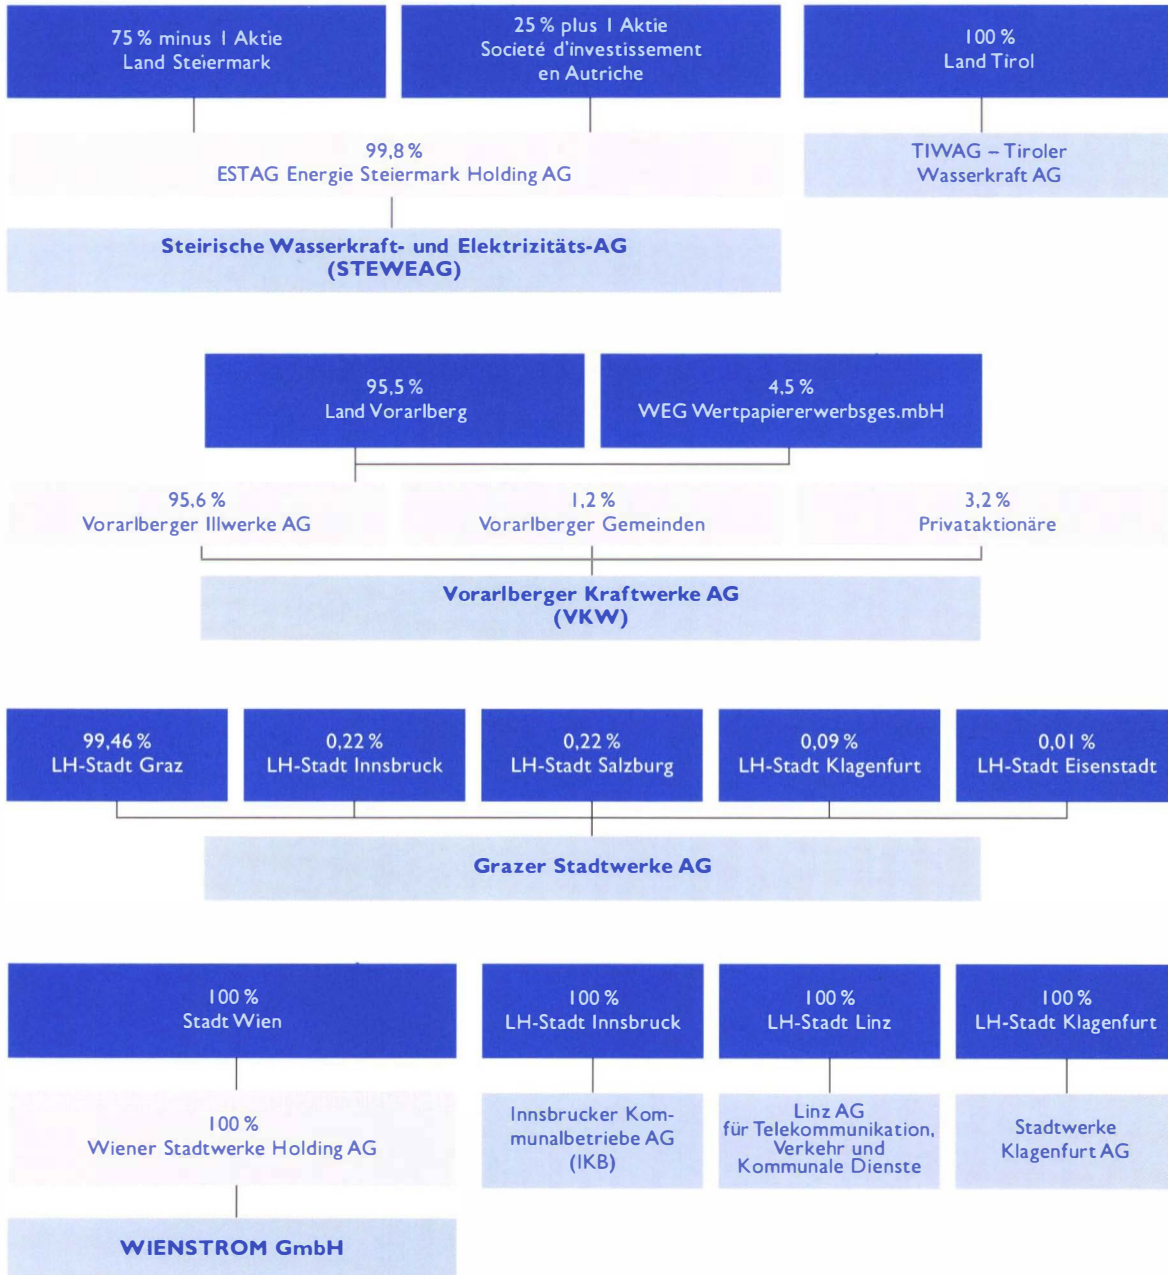 75 % minus 1 Aktie
Land Steiermark
25 % plus 1 Aktie
Societé d'investissement
en Autriche
100 %
Land Tirol
99,8 %
ESTAG Energie Steiermark Holding AG
TIWAG – Tiroler
Wasserkraft AG
Steirische Wasserkraft- und Elektrizitäts-AG
(STEWEAG)
95,5 %
Land Vorarlberg
4,5 %
WEG Wertpapiererwerbsges.mbH
95,6 %
Vorarlberger Illwerke AG
1,2 %
Vorarlberger Gemeinden
3,2 %
Privataktionäre
Vorarlberger Kraftwerke AG
(VKW)
99,46 %
LH-Stadt Graz
0,22 %
LH-Stadt Innsbruck
0,22 %
LH-Stadt Salzburg
0,09 %
LH-Stadt Klagenfurt
0,01 %
LH-Stadt Eisenstadt
Grazer Stadtwerke AG
100 %
Stadt Wien
100 %
LH-Stadt Innsbruck
100 %
LH-Stadt Linz
100 %
LH-Stadt Klagenfurt
100 %
Wiener Stadtwerke Holding AG
Innsbrucker Kom-
munalbetriebe AG
(IKB)
Linz AG
für Telekommunikation,
Verkehr und
Kommunale Dienste
Stadtwerke
Klagenfurt AG
WIENSTROM GmbH